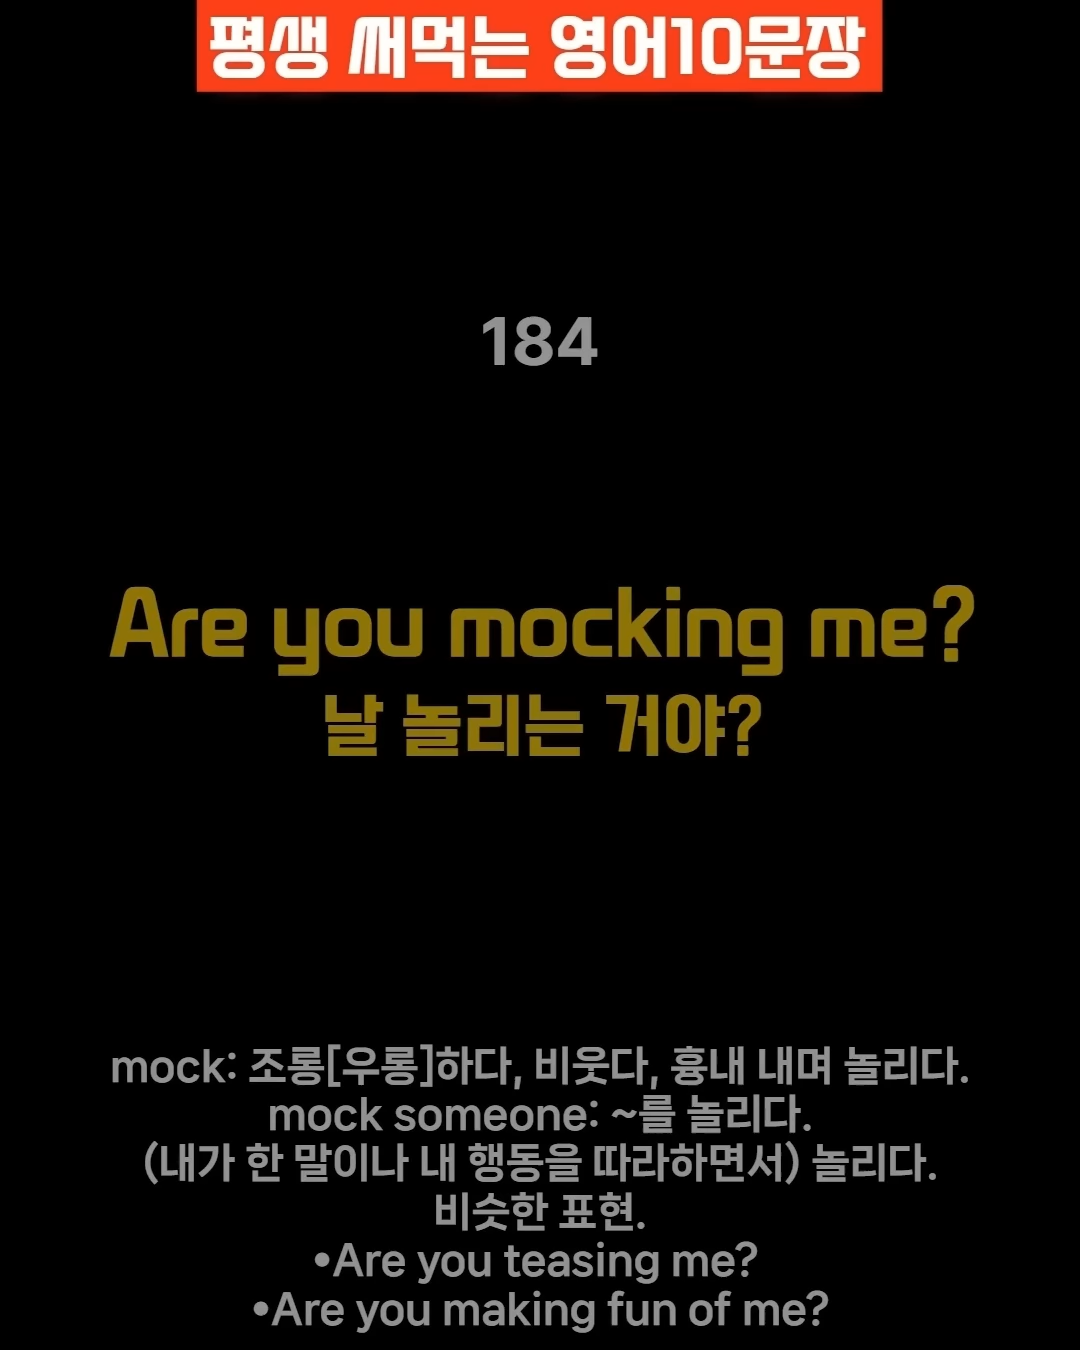 평생 써먹는 영어10문장
184
Are you mocking me?
날 놀리는 거야?
mock: 조롱[우롱]하다, 비웃다, 흉내 내며 놀리다.
mock someone: ~를 놀리다.
(내가 한 말이나 내 행동을 따라하면서) 놀리다.
비슷한 표현.
•Are you teasing me?
•Are you making fun of me?